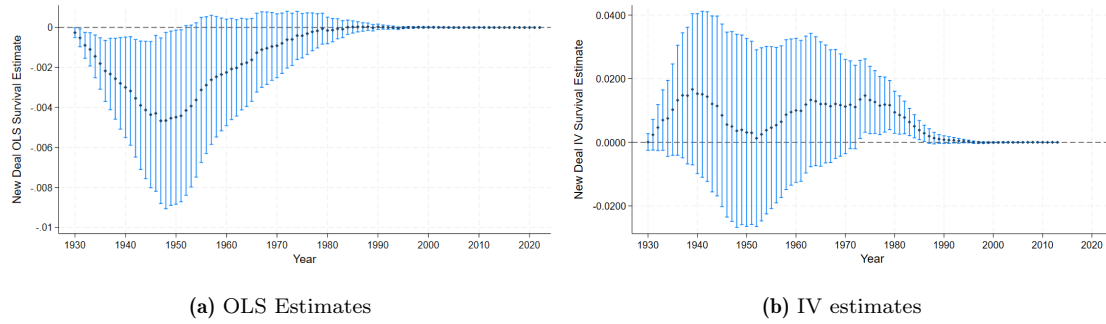 New Deal OLS Survival Estimate
0
-.002
-.004
-.006
-.008
-.01
1930 1940 1950 1960 1970 1980 1990 2000 2010 2020
Year
(a) OLS Estimates
New Deal IV Survival Estimate
0.0400
0.0200
0.0000
-0.0200
1930 1940 1950 1960 1970 1980 1990 2000 2010 2020
Year
(b) IV estimates